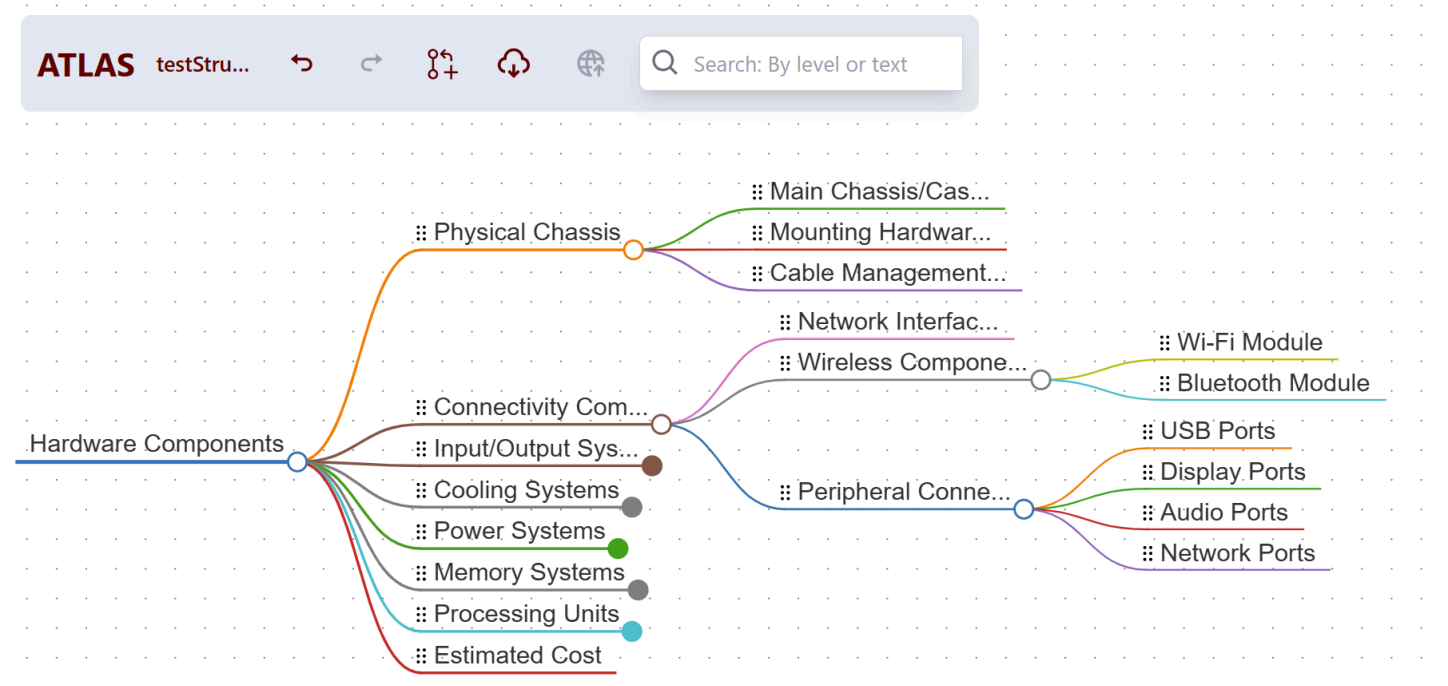 ATLAS testStru... Search: By level or text
Main Chassis/Cas...
Physical Chassis
Mounting Hardwar...
Cable Management...
Network Interfac...
Wireless Compone...
Wi-Fi Module
Bluetooth Module
Connectivity Com...
Peripheral Conne...
USB Ports
Display Ports
Audio Ports
Network Ports
Hardware Components
Input/Output Sys...
Cooling Systems
Power Systems
Memory Systems
Processing Units
Estimated Cost